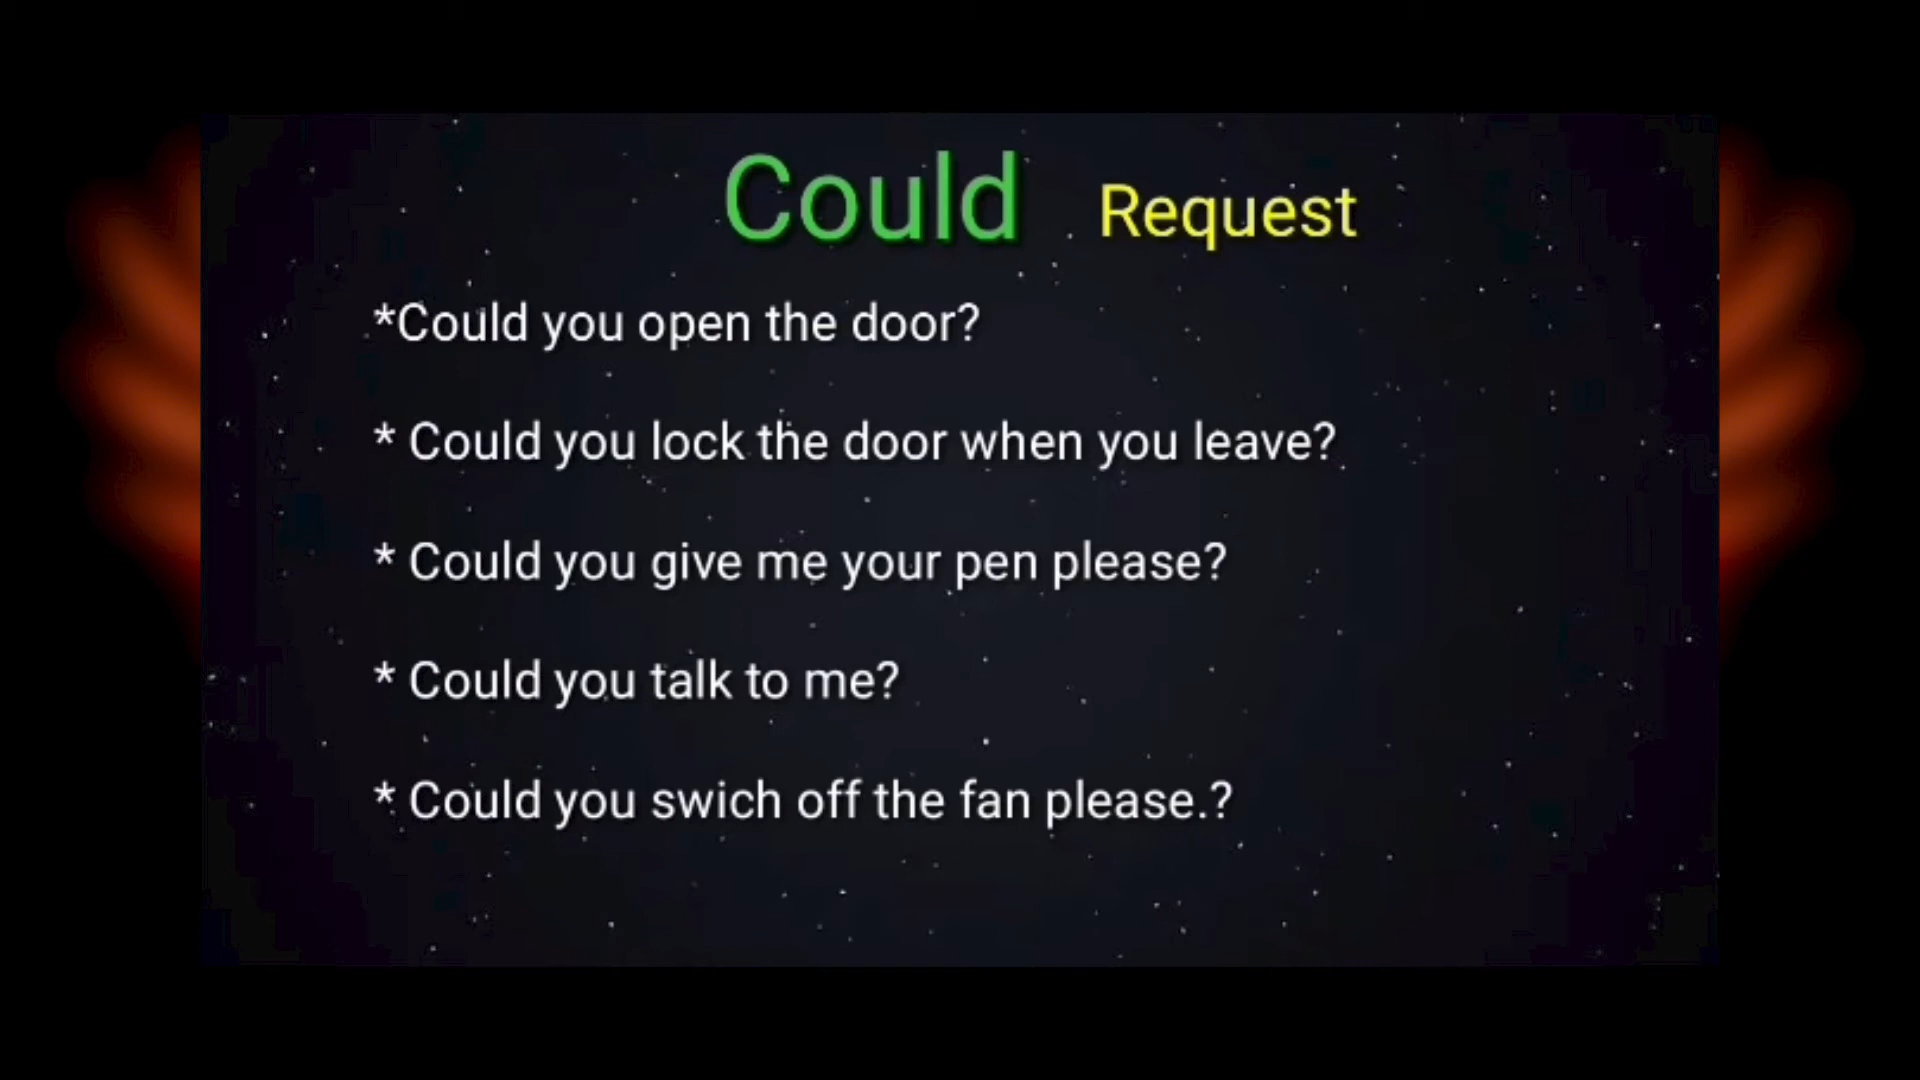 Could Request
*Could you open the door?
* Could you lock the door when you leave?
* Could you give me your pen please?
* Could you talk to me?
* Could you swich off the fan please.?